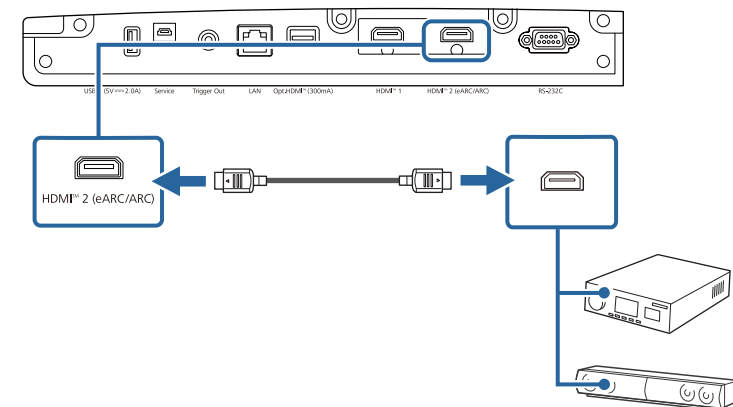 USB-A (5V⎓2.0A) Service Trigger Out LAN Opt.HDMI™ (300mA) HDMI™ 1 HDMI™ 2 (eARC/ARC) RS-232C
HDMI™ 2 (eARC/ARC)